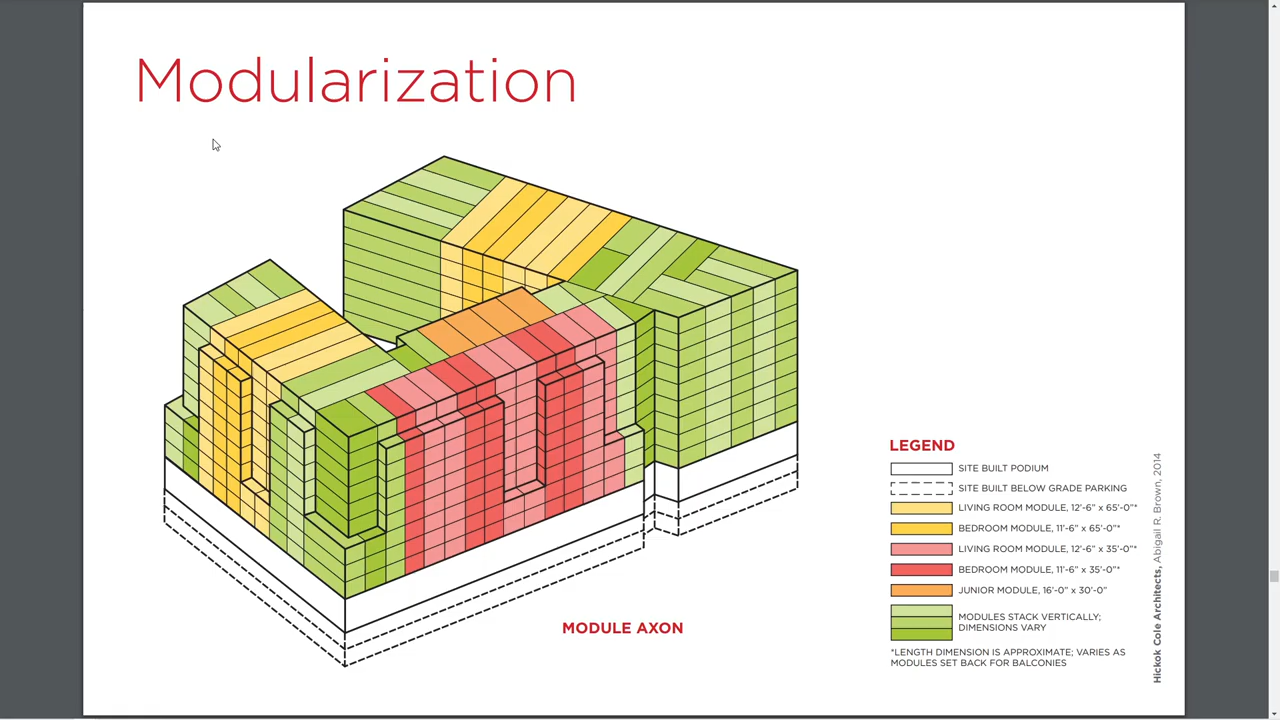 Modularization
LEGEND
SITE BUILT PODIUM
SITE BUILT BELOW GRADE PARKING
LIVING ROOM MODULE, 12'-6" x 65'-0"*
BEDROOM MODULE, 11'-6" x 65'-0"*
LIVING ROOM MODULE, 12'-6" x 35'-0"*
BEDROOM MODULE, 11'-6" x 35'-0"*
JUNIOR MODULE, 16'-0" x 30'-0"
MODULES STACK VERTICALLY;
DIMENSIONS VARY
*LENGTH DIMENSION IS APPROXIMATE; VARIES AS
MODULES SET BACK FOR BALCONIES
MODULE AXON
Hickok Cole Architects, Abigail R. Brown, 2014